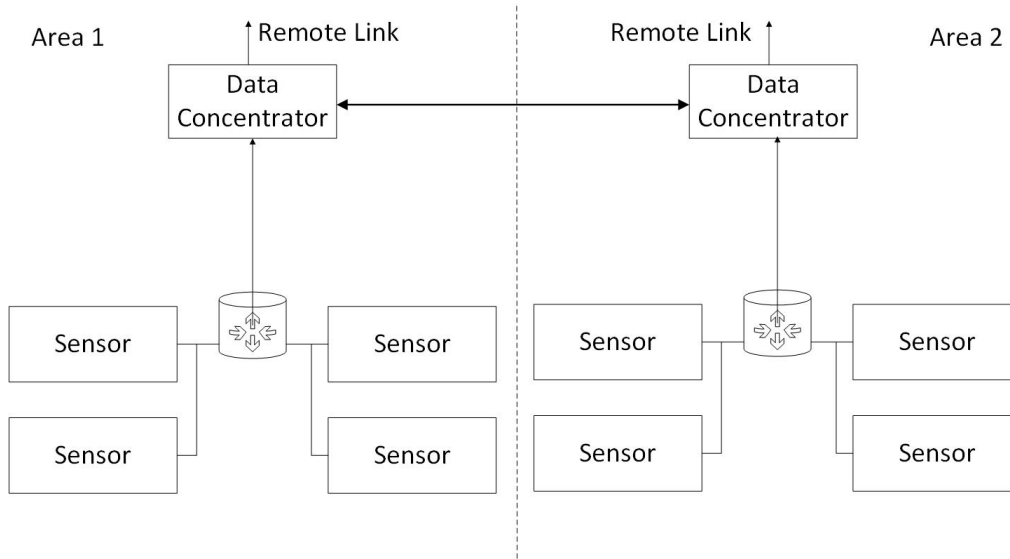 Area 1
Remote Link
Remote Link
Area 2
Data
Concentrator
Data
Concentrator
Sensor
Sensor
Sensor
Sensor
Sensor
Sensor
Sensor
Sensor